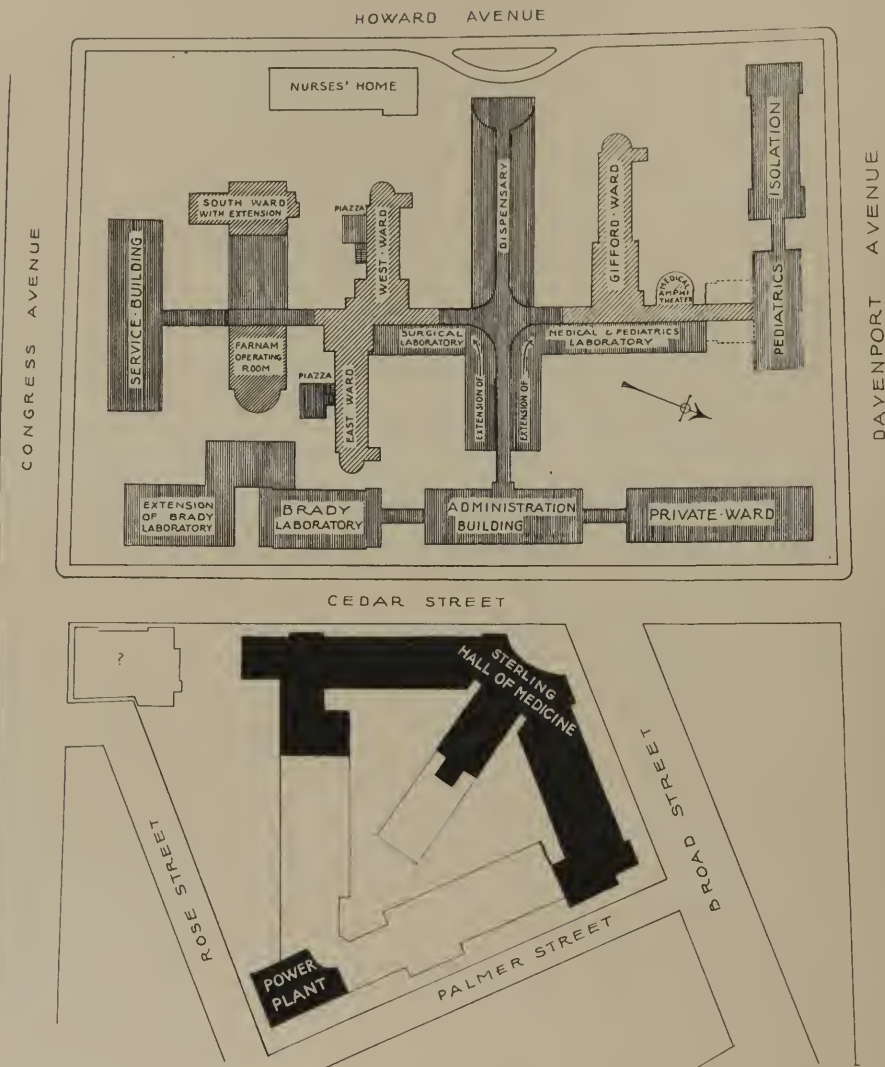 HOWARD AVENUE
NURSES' HOME
ISOLATION
DISPENSARY
GIFFORD·WARD
SOUTH WARD
WITH EXTENSION
PIAZZA
WEST·WARD
MEDICAL
AMPHI
THEATER
CONGRESS AVENUE
DAVENPORT AVENUE
SERVICE·BUILDING
PEDIATRICS
FARNAM
OPERATING
ROOM
SURGICAL
LABORATORY
MEDICAL & PEDIATRICS
LABORATORY
PIAZZA
EAST WARD
EXTENSION OF
EXTENSION OF
EXTENSION
OF BRADY
LABORATORY
BRADY
LABORATORY
ADMINISTRATION
BUILDING
PRIVATE·WARD
CEDAR STREET
?
STERLING
HALL OF MEDICINE
ROSE STREET
BROAD STREET
POWER
PLANT
PALMER STREET